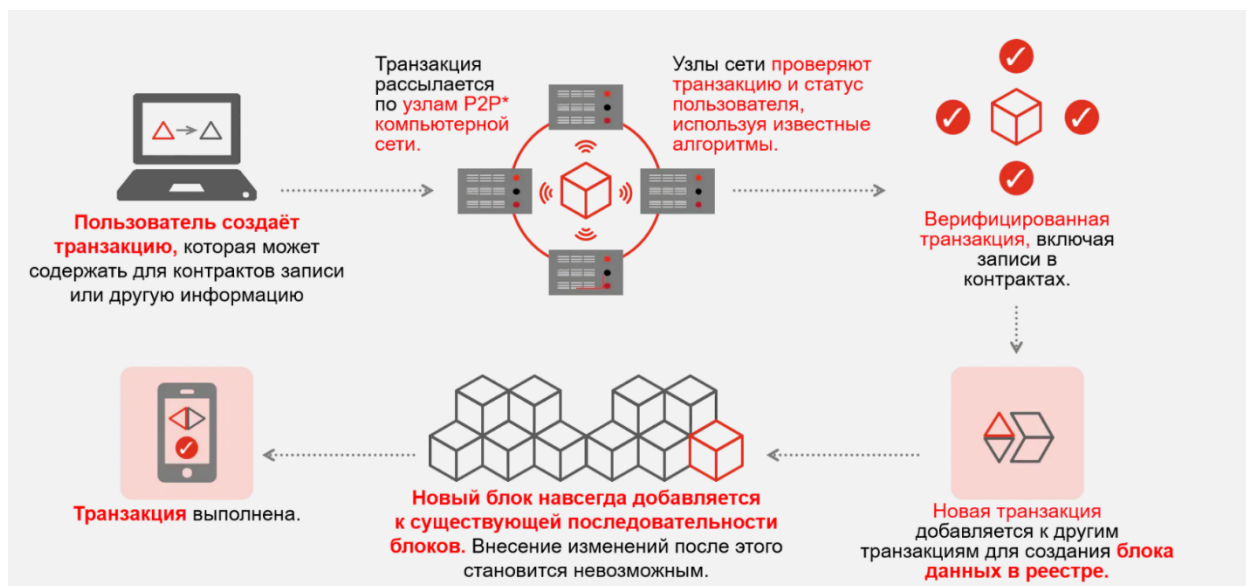 Пользователь создаёт
транзакцию, которая может
содержать для контрактов записи
или другую информацию
Транзакция
рассылается
по узлам P2P*
компьютерной
сети.
Узлы сети проверяют
транзакцию и статус
пользователя,
используя известные
алгоритмы.
Верифицированная
транзакция, включая
записи в
контрактах.
Новая транзакция
добавляется к другим
транзакциям для создания блока
данных в реестре.
Новый блок навсегда добавляется
к существующей последовательности
блоков. Внесение изменений после этого
становится невозможным.
Транзакция выполнена.